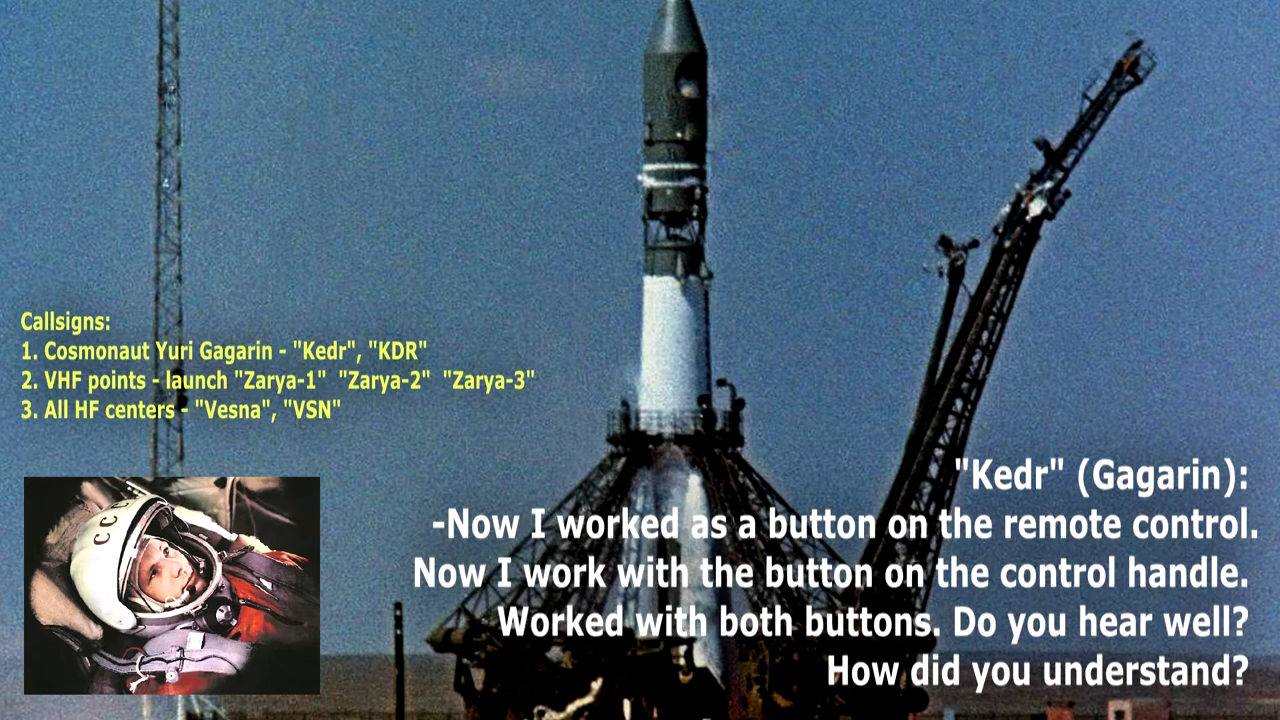 Callsigns:
1. Cosmonaut Yuri Gagarin - "Kedr", "KDR"
2. VHF points - launch "Zarya-1" "Zarya-2" "Zarya-3"
3. All HF centers - "Vesna", "VSN"
"Kedr" (Gagarin):
-Now I worked as a button on the remote control.
Now I work with the button on the control handle.
Worked with both buttons. Do you hear well?
How did you understand?